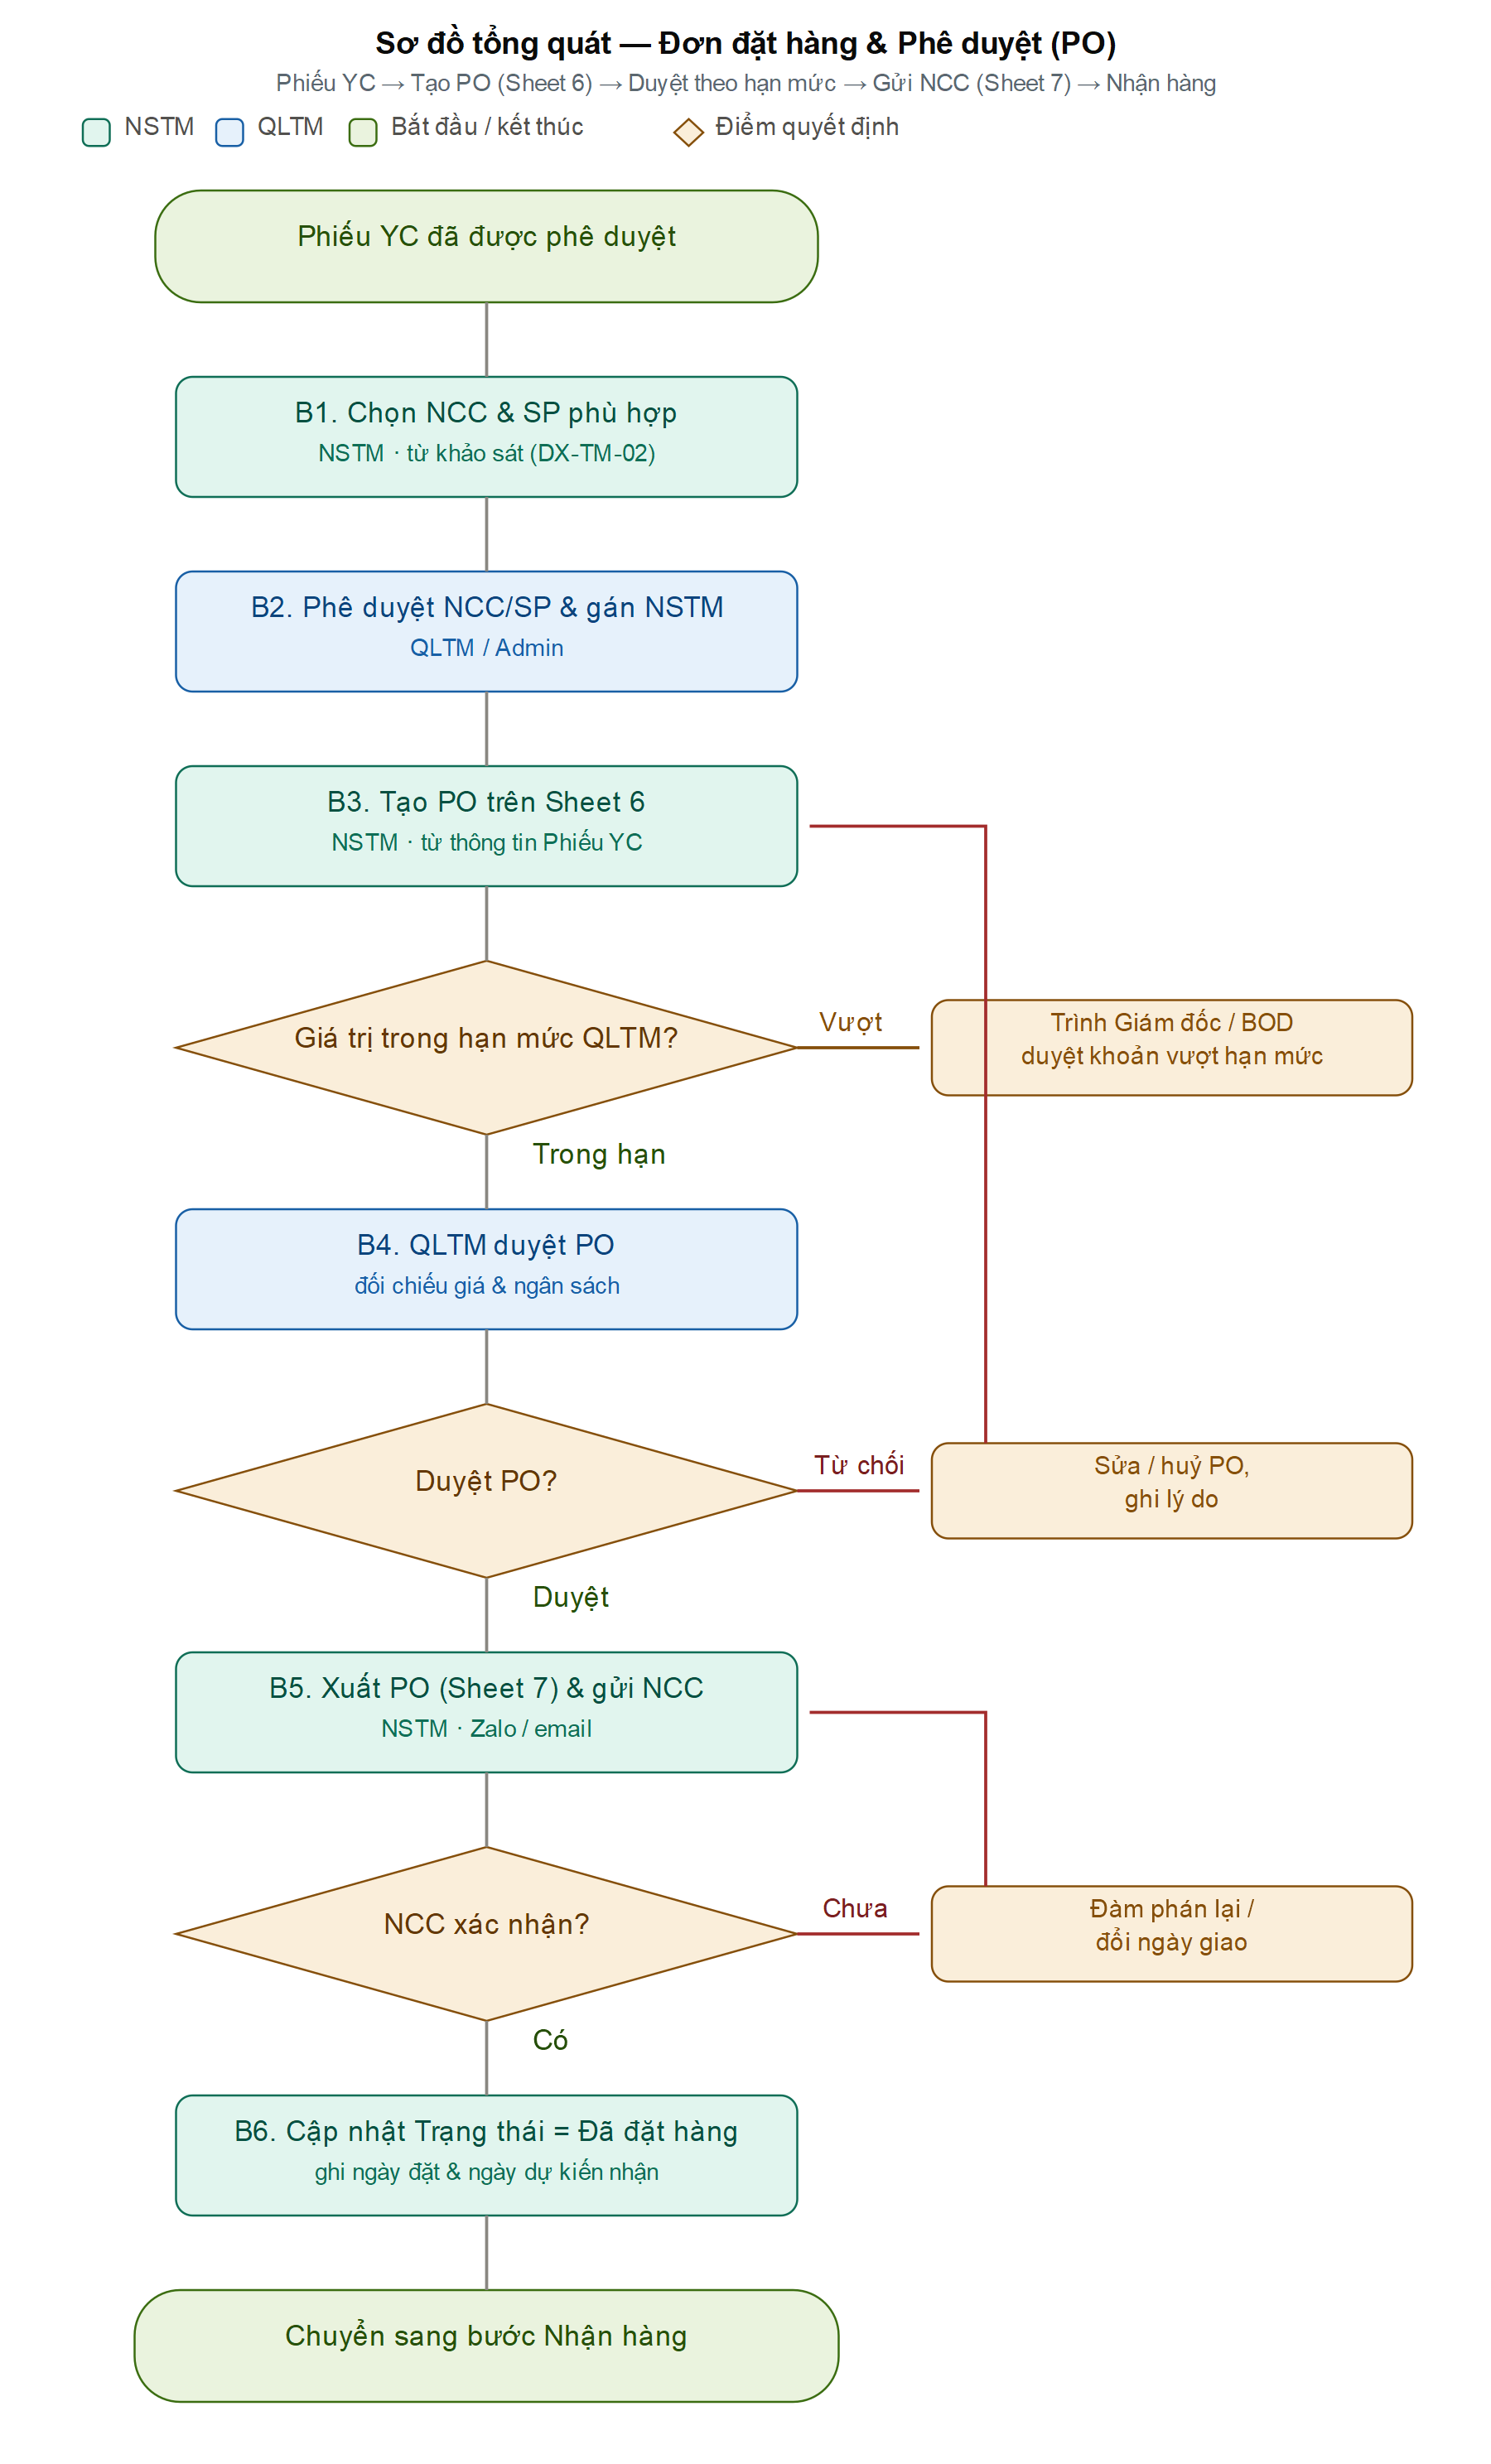 Sơ đồ tổng quát — Đơn đặt hàng & Phê duyệt (PO)
Phiếu YC → Tạo PO (Sheet 6) → Duyệt theo hạn mức → Gửi NCC (Sheet 7) → Nhận hàng
NSTM
QLTM
Bắt đầu / kết thúc
Điểm quyết định
Phiếu YC đã được phê duyệt
B1. Chọn NCC & SP phù hợp
NSTM · từ khảo sát (DX-TM-02)
B2. Phê duyệt NCC/SP & gán NSTM
QLTM / Admin
B3. Tạo PO trên Sheet 6
NSTM · từ thông tin Phiếu YC
Giá trị trong hạn mức QLTM?
Vượt
Trình Giám đốc / BOD
duyệt khoản vượt hạn mức
Trong hạn
B4. QLTM duyệt PO
đối chiếu giá & ngân sách
Duyệt PO?
Từ chối
Sửa / huỷ PO,
ghi lý do
Duyệt
B5. Xuất PO (Sheet 7) & gửi NCC
NSTM · Zalo / email
NCC xác nhận?
Chưa
Đàm phán lại /
đổi ngày giao
Có
B6. Cập nhật Trạng thái = Đã đặt hàng
ghi ngày đặt & ngày dự kiến nhận
Chuyển sang bước Nhận hàng